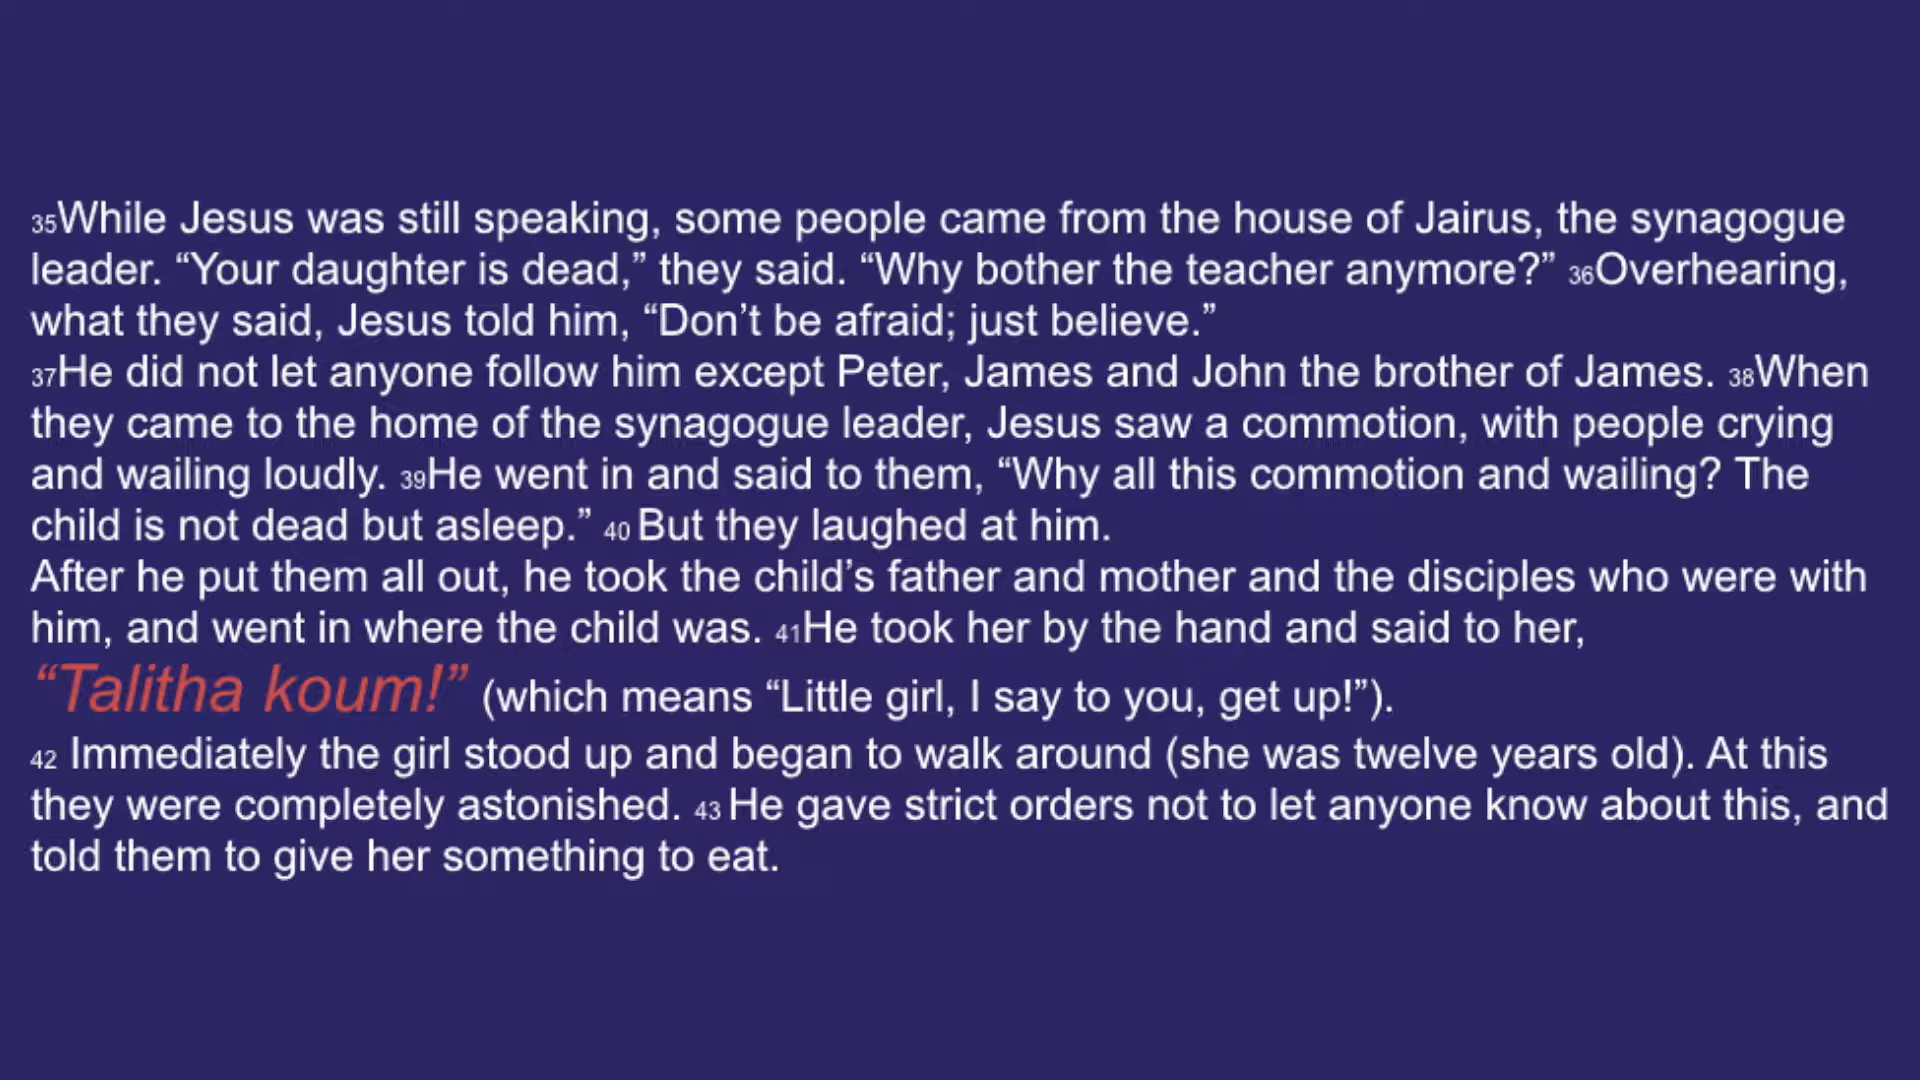 35While Jesus was still speaking, some people came from the house of Jairus, the synagogue
leader. “Your daughter is dead,” they said. “Why bother the teacher anymore?” 36Overhearing,
what they said, Jesus told him, “Don’t be afraid; just believe.”
37He did not let anyone follow him except Peter, James and John the brother of James. 38When
they came to the home of the synagogue leader, Jesus saw a commotion, with people crying
and wailing loudly. 39He went in and said to them, “Why all this commotion and wailing? The
child is not dead but asleep.” 40 But they laughed at him.
After he put them all out, he took the child’s father and mother and the disciples who were with
him, and went in where the child was. 41He took her by the hand and said to her,
“Talitha koum!” (which means “Little girl, I say to you, get up!”).
42 Immediately the girl stood up and began to walk around (she was twelve years old). At this
they were completely astonished. 43 He gave strict orders not to let anyone know about this, and
told them to give her something to eat.